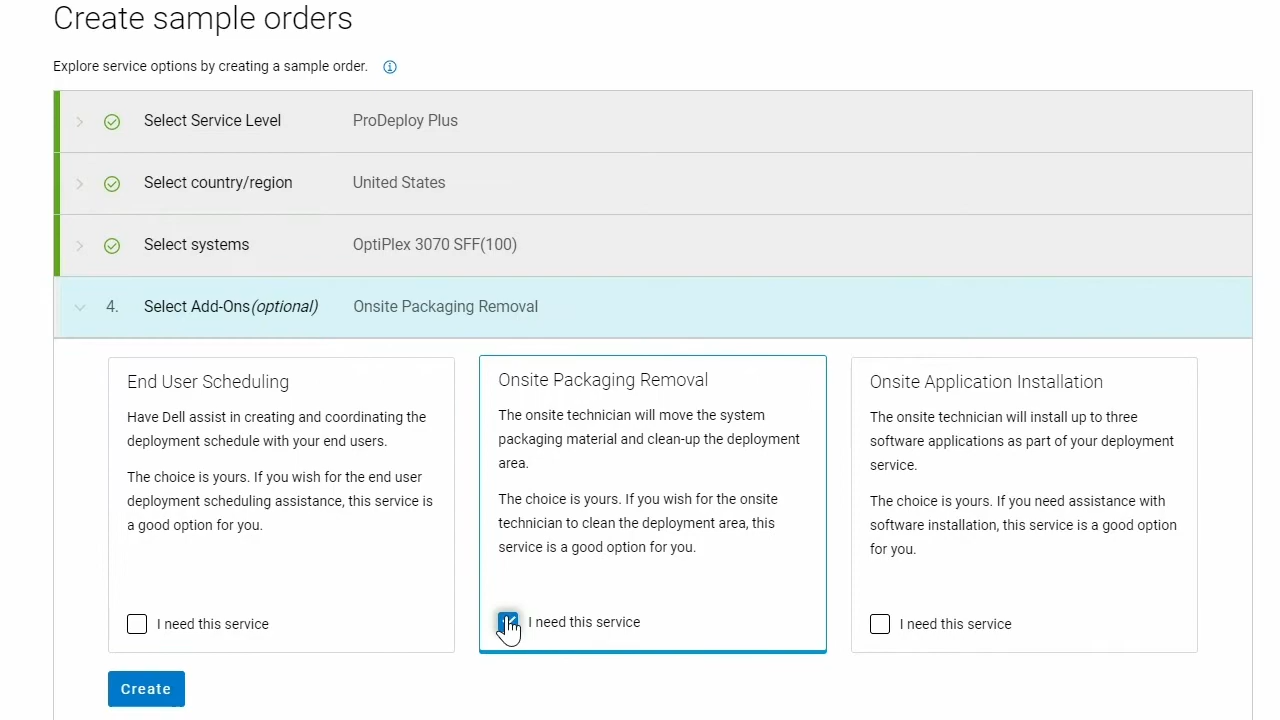 Create sample orders
Explore service options by creating a sample order.
Select Service Level ProDeploy Plus
Select country/region United States
Select systems OptiPlex 3070 SFF(100)
4. Select Add-Ons(optional) Onsite Packaging Removal
End User Scheduling
Have Dell assist in creating and coordinating the
deployment schedule with your end users.
The choice is yours. If you wish for the end user
deployment scheduling assistance, this service is
a good option for you.
I need this service
Onsite Packaging Removal
The onsite technician will move the system
packaging material and clean-up the deployment
area.
The choice is yours. If you wish for the onsite
technician to clean the deployment area, this
service is a good option for you.
I need this service
Onsite Application Installation
The onsite technician will install up to three
software applications as part of your deployment
service.
The choice is yours. If you need assistance with
software installation, this service is a good option
for you.
I need this service
Create